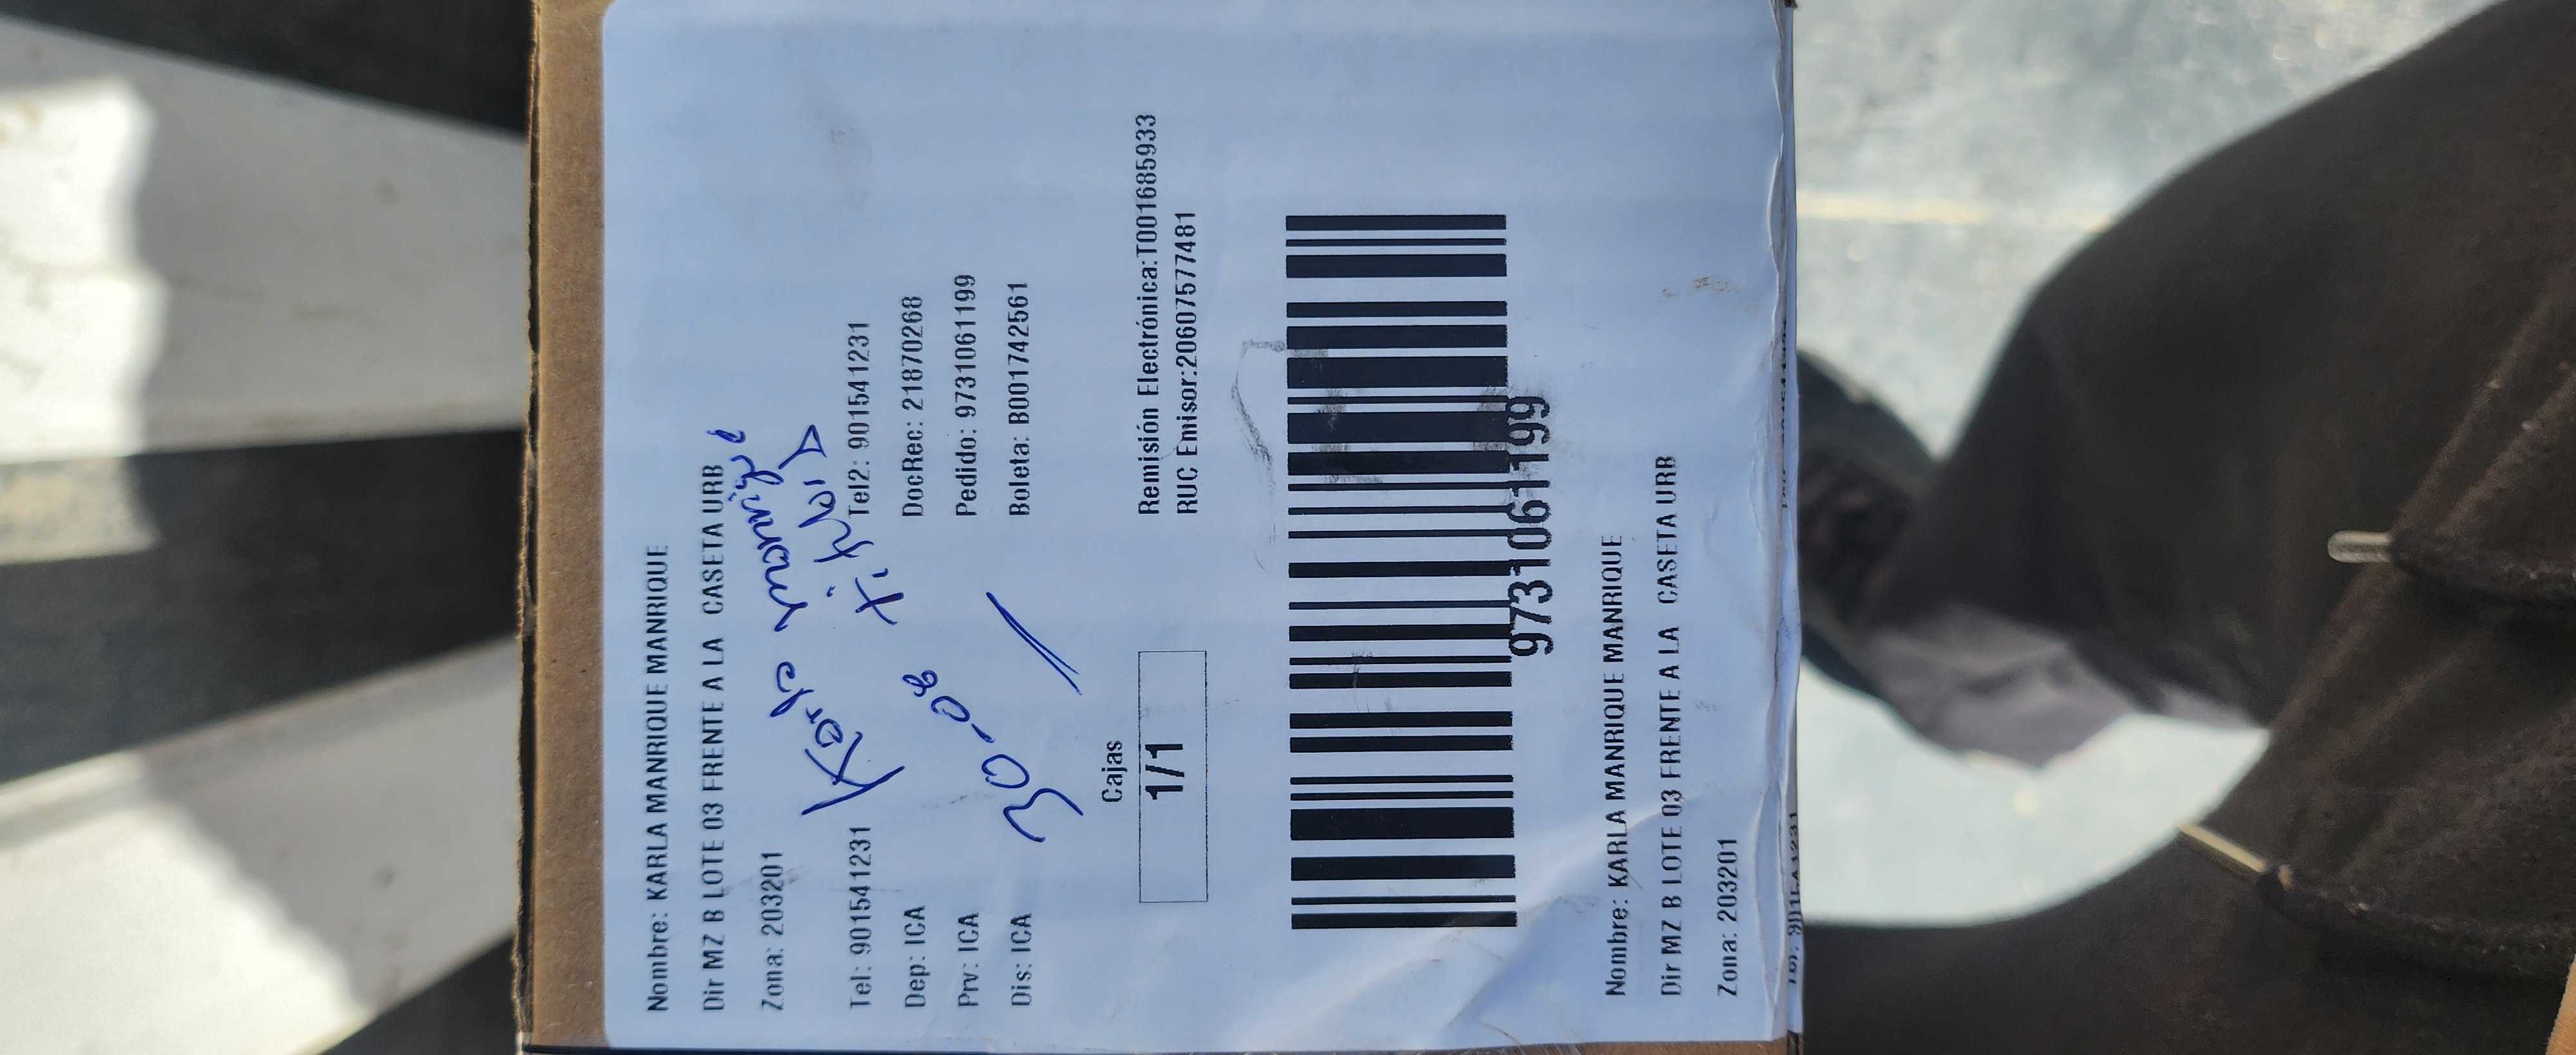 Nombre: KARLA MANRIQUE MANRIQUE
Dir MZ B LOTE 03 FRENTE A LA CASETA URB
Zona: 203201
Karla manrique
titular
30-08
Tel: 901541231 Tel2: 901541231
Dep: ICA DocRec: 21870268
Prv: ICA Pedido: 97310611​99
Dis: ICA Boleta: B001742561
Cajas
1/1
Remisión Electrónica:T001685933
RUC Emisor:20607577481
9731061199
Nombre: KARLA MANRIQUE MANRIQUE
Dir MZ B LOTE 03 FRENTE A LA CASETA URB
Zona: 203201